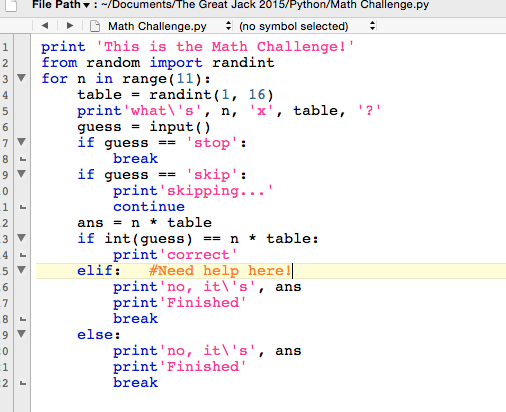 File Path ▾ : ~/Documents/The Great Jack 2015/Python/Math Challenge.py
Math Challenge.py (no symbol selected)
1 print 'This is the Math Challenge!'
2 from random import randint
3 for n in range(11):
4     table = randint(1, 16)
5     print'what\'s', n, 'x', table, '?'
6     guess = input()
7     if guess == 'stop':
8         break
9     if guess == 'skip':
0         print'skipping...'
1         continue
2     ans = n * table
3     if int(guess) == n * table:
4         print'correct'
5     elif:   #Need help here!
6         print'no, it\'s', ans
7         print'Finished'
8         break
9     else:
0         print'no, it\'s', ans
1         print'Finished'
2         break